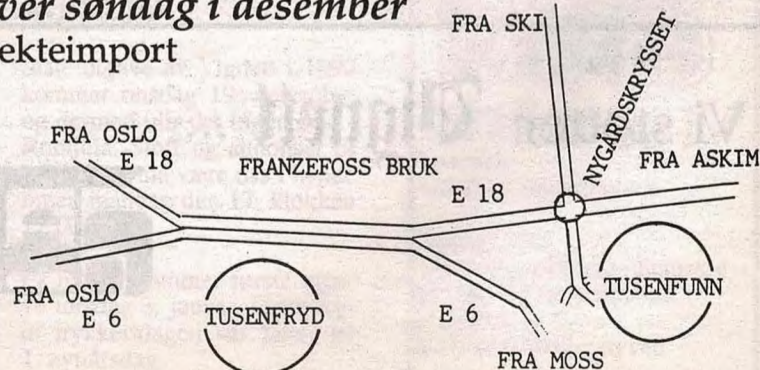 ver søndag i desember
ekteimport
FRA SKI
NYGÅRDSKRYSSET
FRA OSLO
E 18
FRANZEFOSS BRUK
E 18
FRA ASKIM
FRA OSLO
E 6
TUSENFRYD
E 6
TUSENFUNN
FRA MOSS